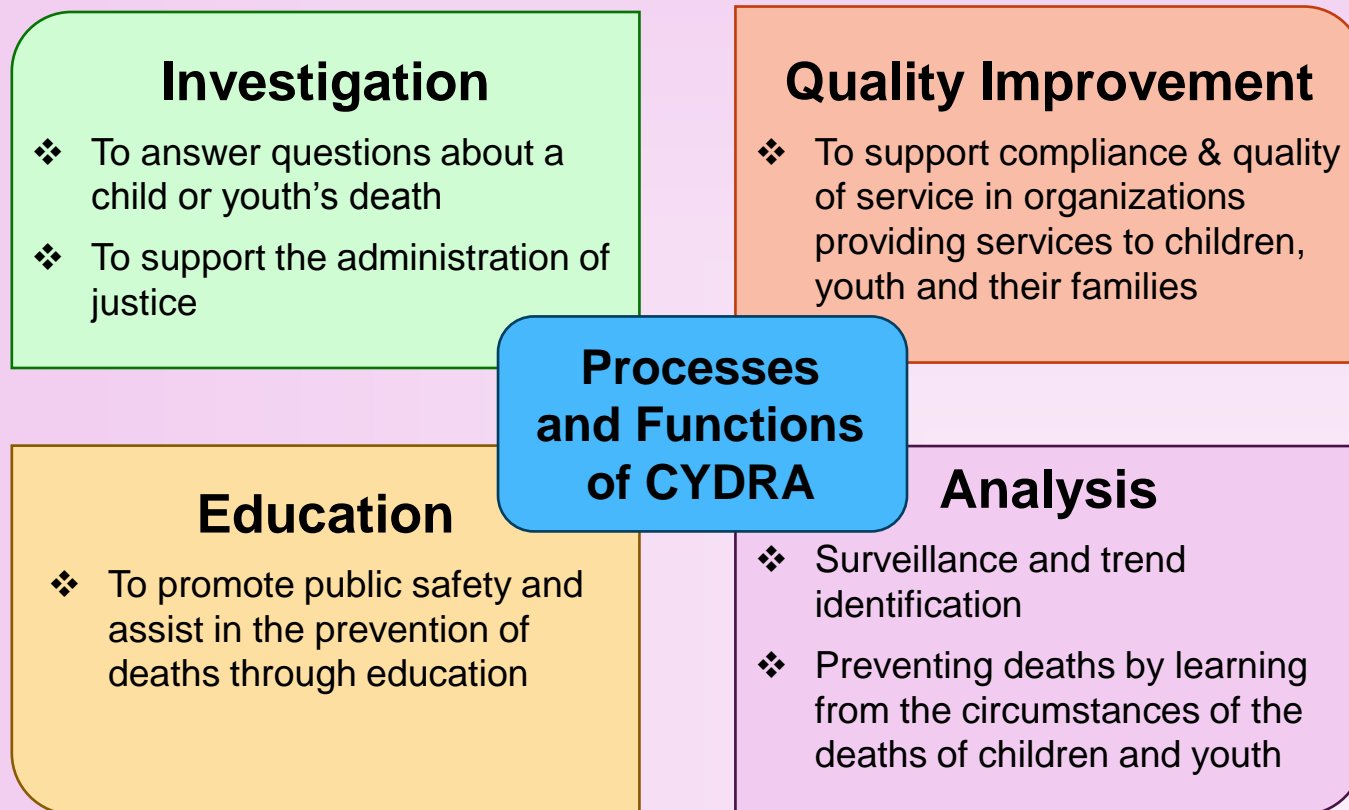 Investigation
❖ To answer questions about a
child or youth’s death
❖ To support the administration of
justice
Quality Improvement
❖ To support compliance & quality
of service in organizations
providing services to children,
youth and their families
Processes
and Functions
of CYDRA
Education
❖ To promote public safety and
assist in the prevention of
deaths through education
Analysis
❖ Surveillance and trend
identification
❖ Preventing deaths by learning
from the circumstances of the
deaths of children and youth